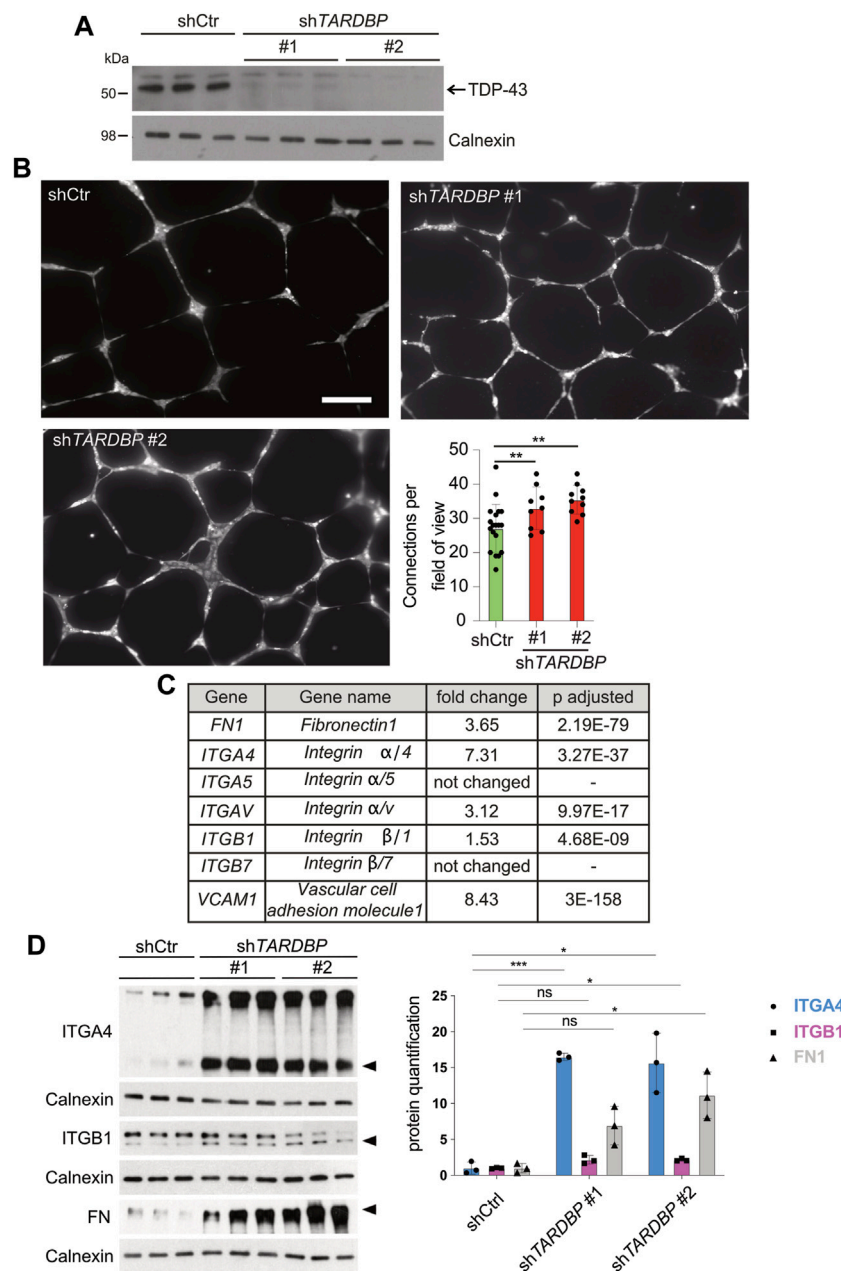 A
shCtr
shTARDBP
#1
#2
kDa
50
←TDP-43
98
Calnexin
B
shCtr
shTARDBP #1
shTARDBP #2
Connections per
field of view
50
40
30
20
10
0
**
**
shCtr
#1
#2
shTARDBP
C
Gene Gene name fold change p adjusted
FN1 Fibronectin1 3.65 2.19E-79
ITGA4 Integrin α/4 7.31 3.27E-37
ITGA5 Integrin α/5 not changed -
ITGAV Integrin α/v 3.12 9.97E-17
ITGB1 Integrin β/1 1.53 4.68E-09
ITGB7 Integrin β/7 not changed -
VCAM1 Vascular cell
adhesion molecule1 8.43 3E-158
D
shCtr
shTARDBP
#1
#2
ITGA4
Calnexin
ITGB1
Calnexin
FN
Calnexin
*
***
*
ns
*
ns
protein quantification
25
20
15
10
5
0
shCtrl
shTARDBP #1
shTARDBP #2
ITGA4
ITGB1
FN1